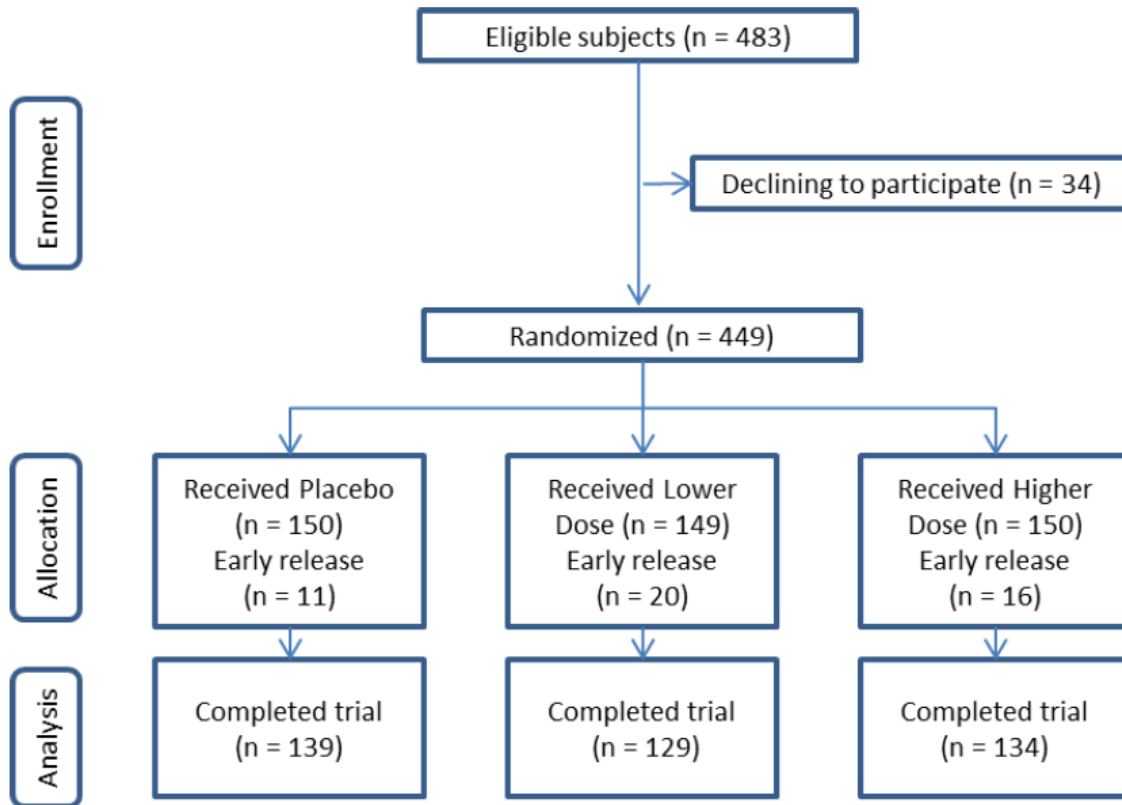 Eligible subjects (n = 483)
Enrollment
Declining to participate (n = 34)
Randomized (n = 449)
Allocation
Received Placebo
(n = 150)
Early release
(n = 11)
Received Lower
Dose (n = 149)
Early release
(n = 20)
Received Higher
Dose (n = 150)
Early release
(n = 16)
Analysis
Completed trial
(n = 139)
Completed trial
(n = 129)
Completed trial
(n = 134)